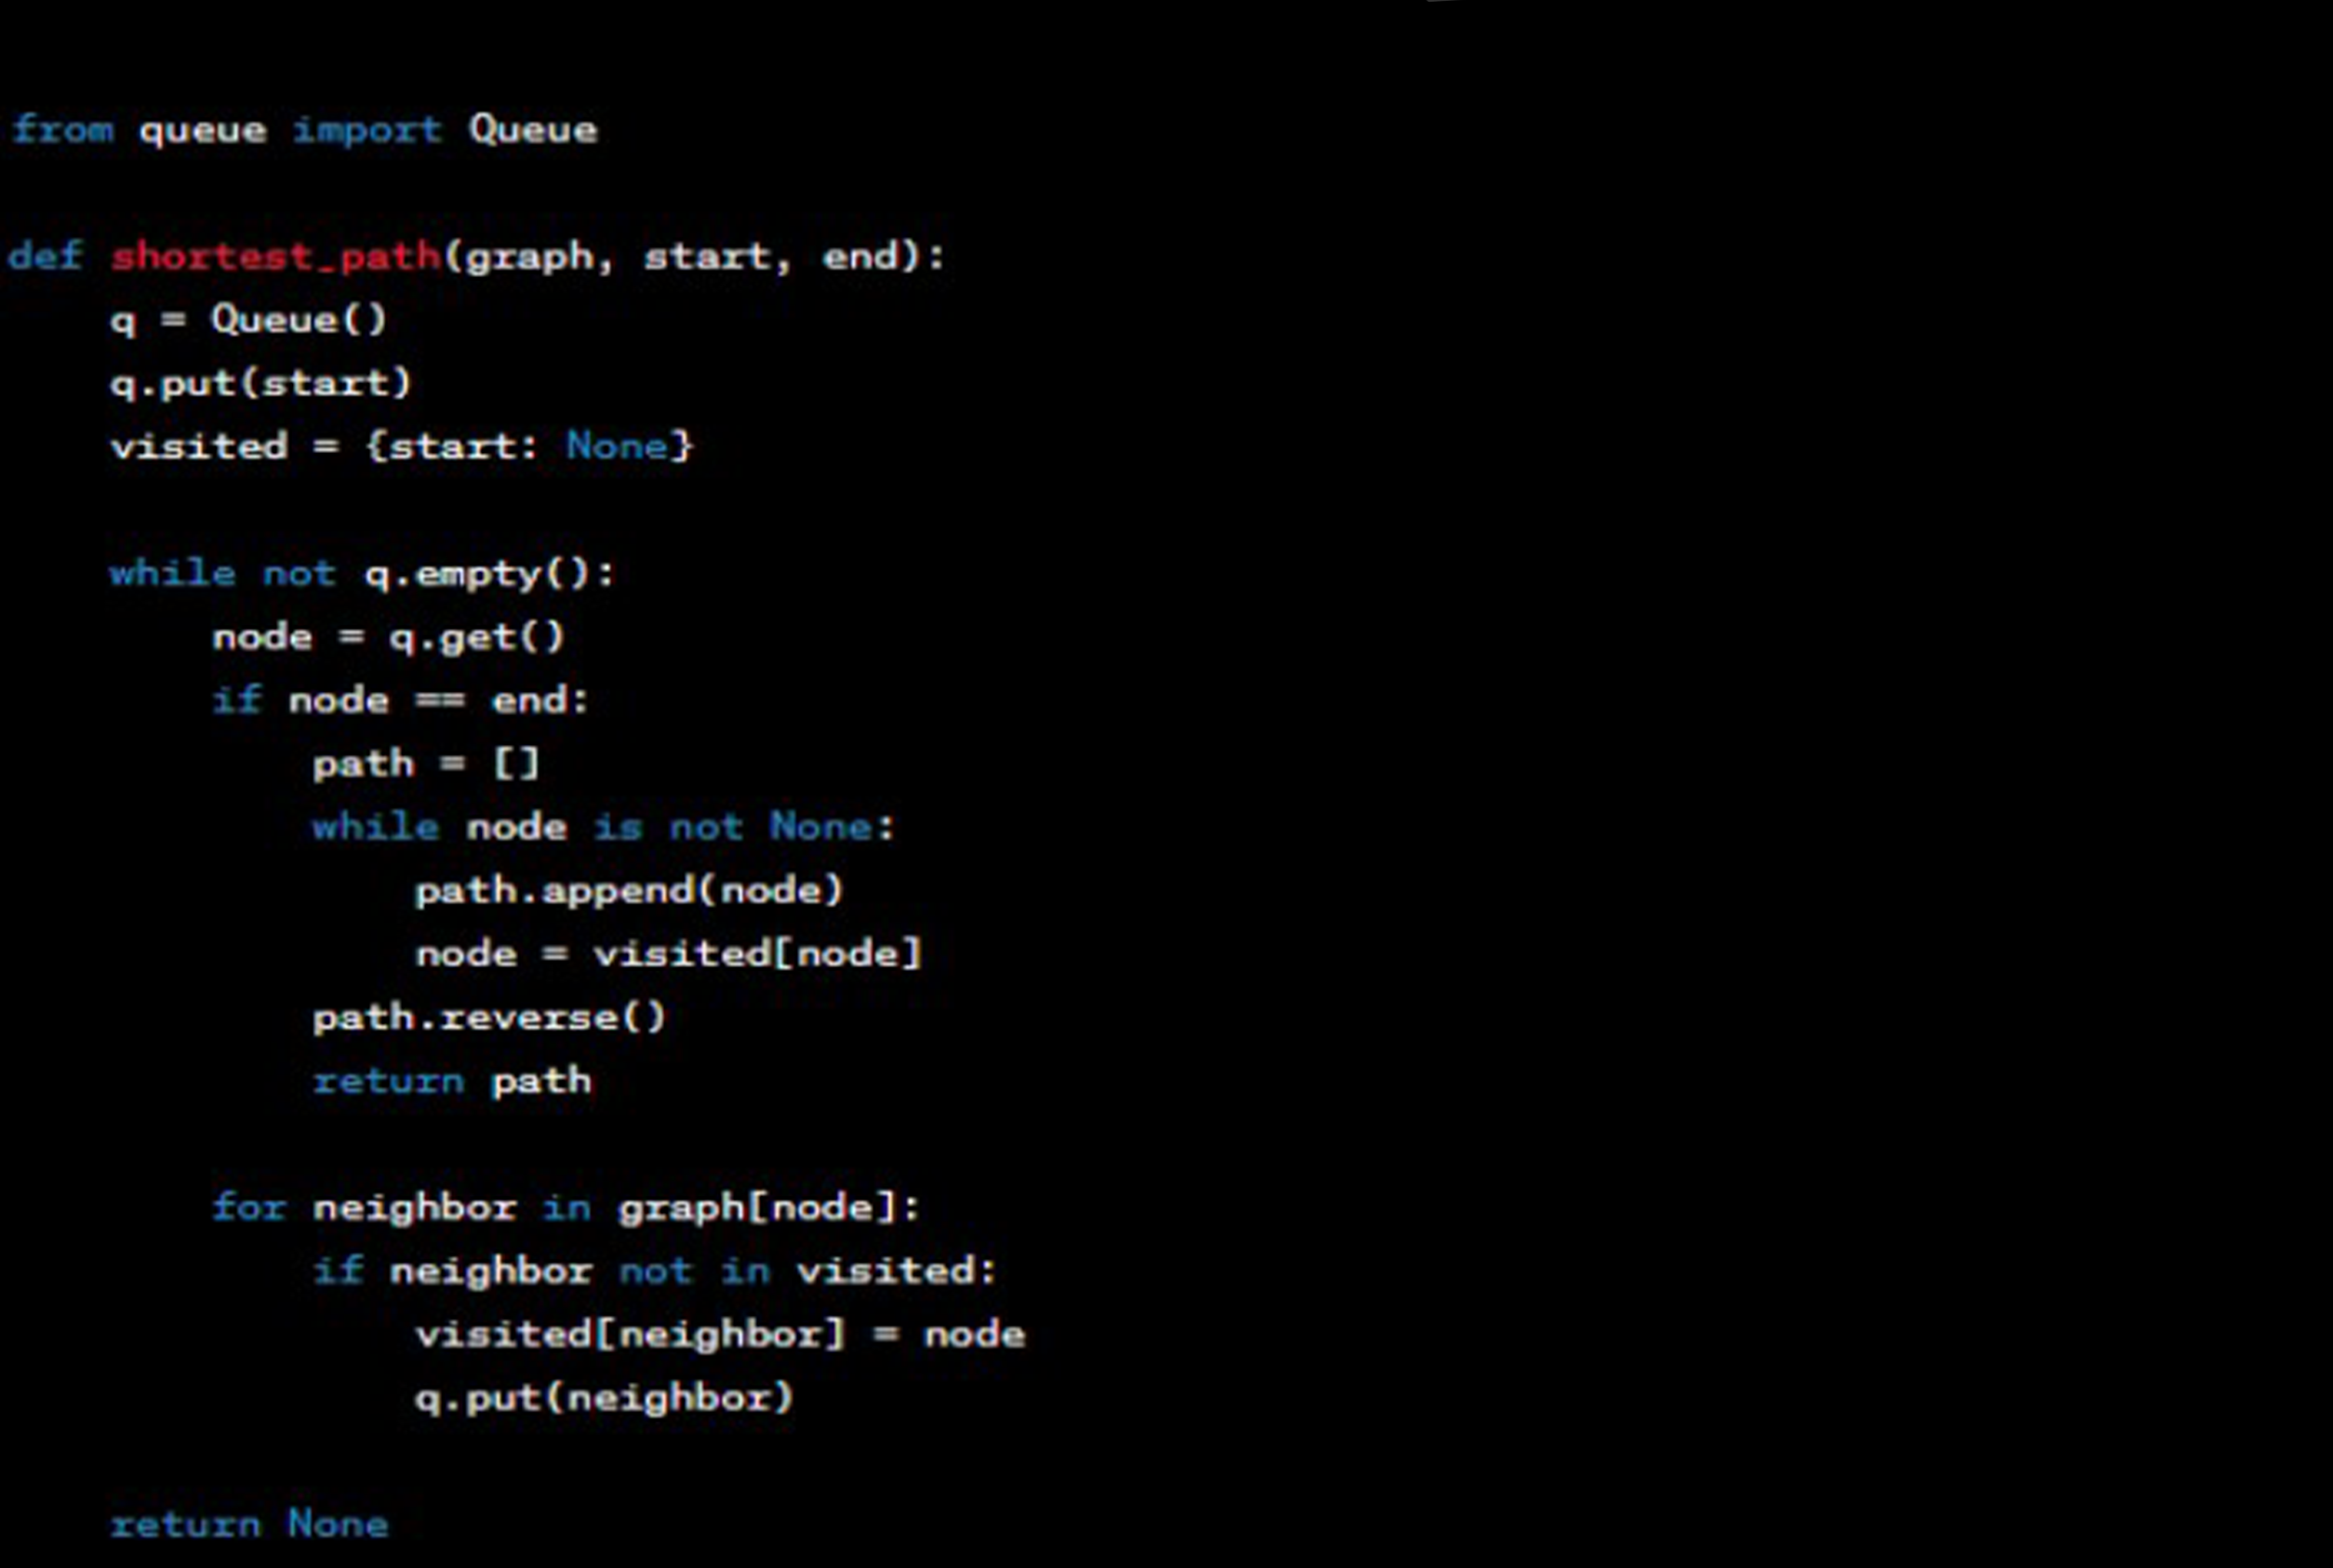 from queue import Queue
def shortest_path(graph, start, end):
    q = Queue()
    q.put(start)
    visited = {start: None}
    while not q.empty():
        node = q.get()
        if node == end:
            path = []
            while node is not None:
                path.append(node)
                node = visited[node]
            path.reverse()
            return path
        for neighbor in graph[node]:
            if neighbor not in visited:
                visited[neighbor] = node
                q.put(neighbor)
    return None